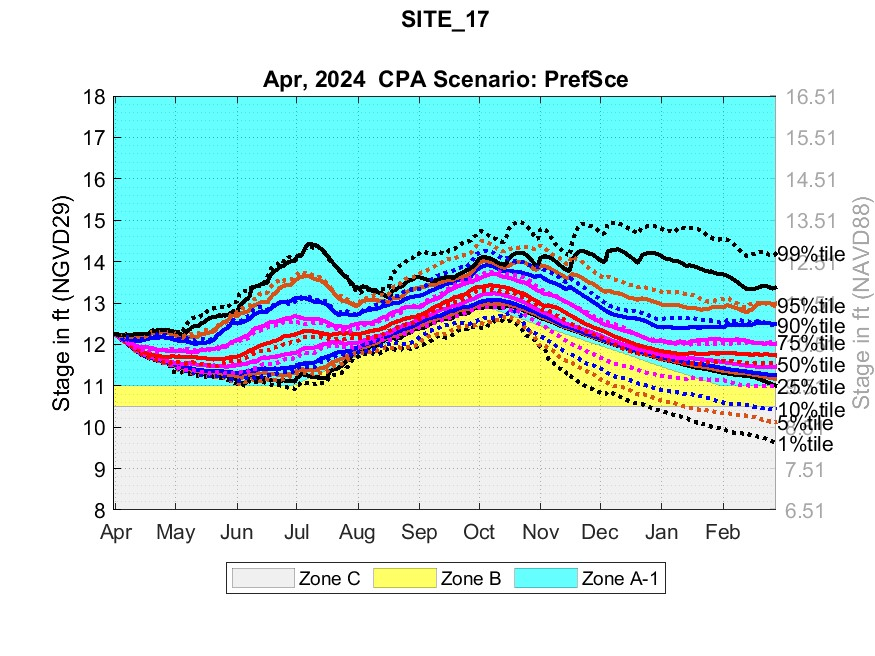 SITE_17
Apr, 2024 CPA Scenario: PrefSce
18
17
16
15
14
13
12
11
10
9
8
Stage in ft (NGVD29)
16.51
15.51
14.51
13.51
12.51
7.51
6.51
Stage in ft (NAVD88)
99%tile
95%tile
90%tile
75%tile
50%tile
25%tile
10%tile
5%tile
1%tile
Apr May Jun Jul Aug Sep Oct Nov Dec Jan Feb
Zone C Zone B Zone A-1